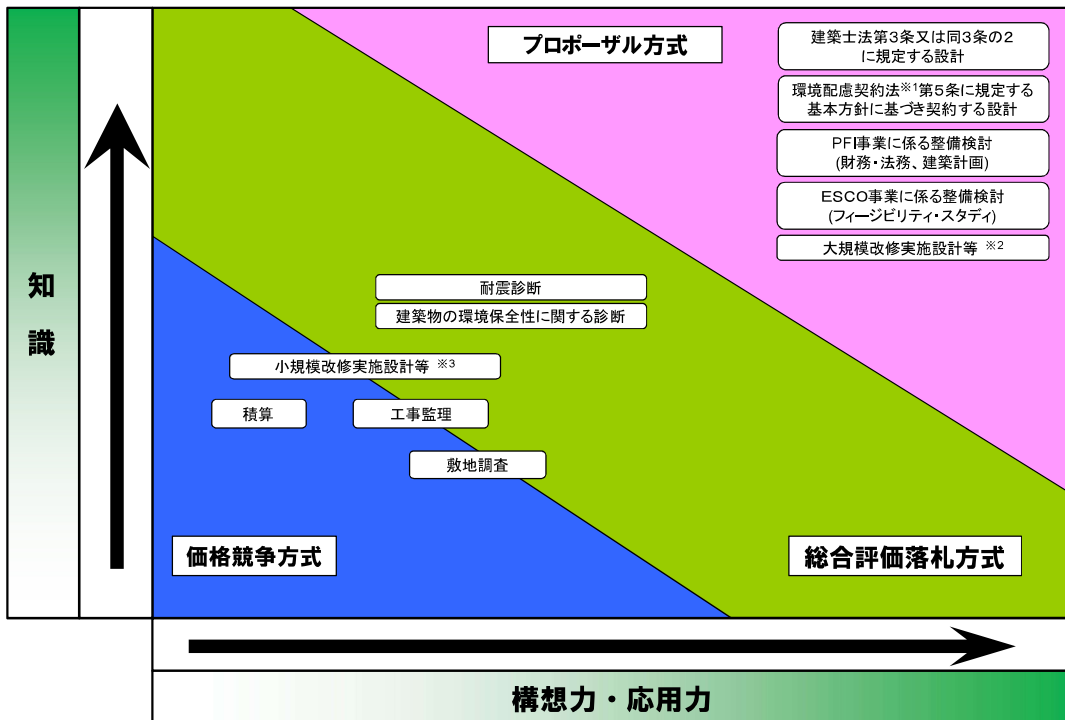 プロポーザル方式
建築士法第3条又は同3条の2
に規定する設計
環境配慮契約法※1第5条に規定する
基本方針に基づき契約する設計
PFI事業に係る整備検討
(財務・法務、建築計画)
ESCO事業に係る整備検討
(フィージビリティ・スタディ)
大規模改修実施設計等 ※2
知
識
耐震診断
建築物の環境保全性に関する診断
小規模改修実施設計等 ※3
積算
工事監理
敷地調査
価格競争方式
総合評価落札方式
構想力・応用力